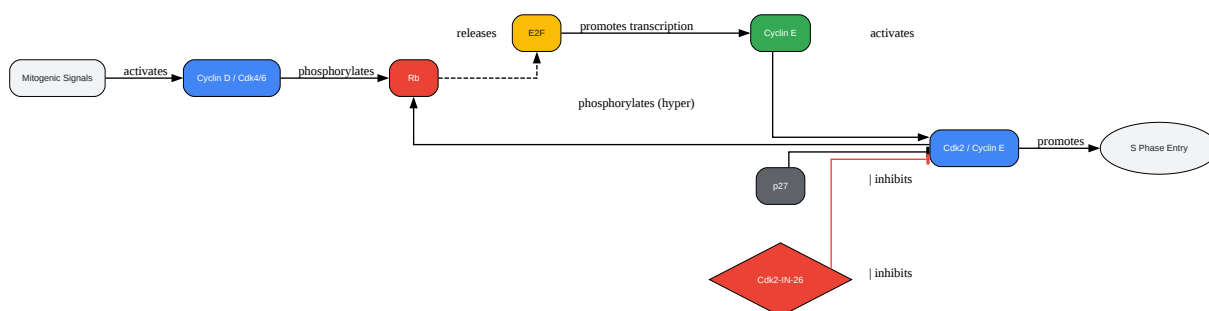 releases
E2F
promotes transcription
Cyclin E
activates
Mitogenic Signals
activates
Cyclin D / Cdk4/6
phosphorylates
Rb
phosphorylates (hyper)
Cdk2 / Cyclin E
promotes
S Phase Entry
p27
| inhibits
Cdk2-IN-26
| inhibits